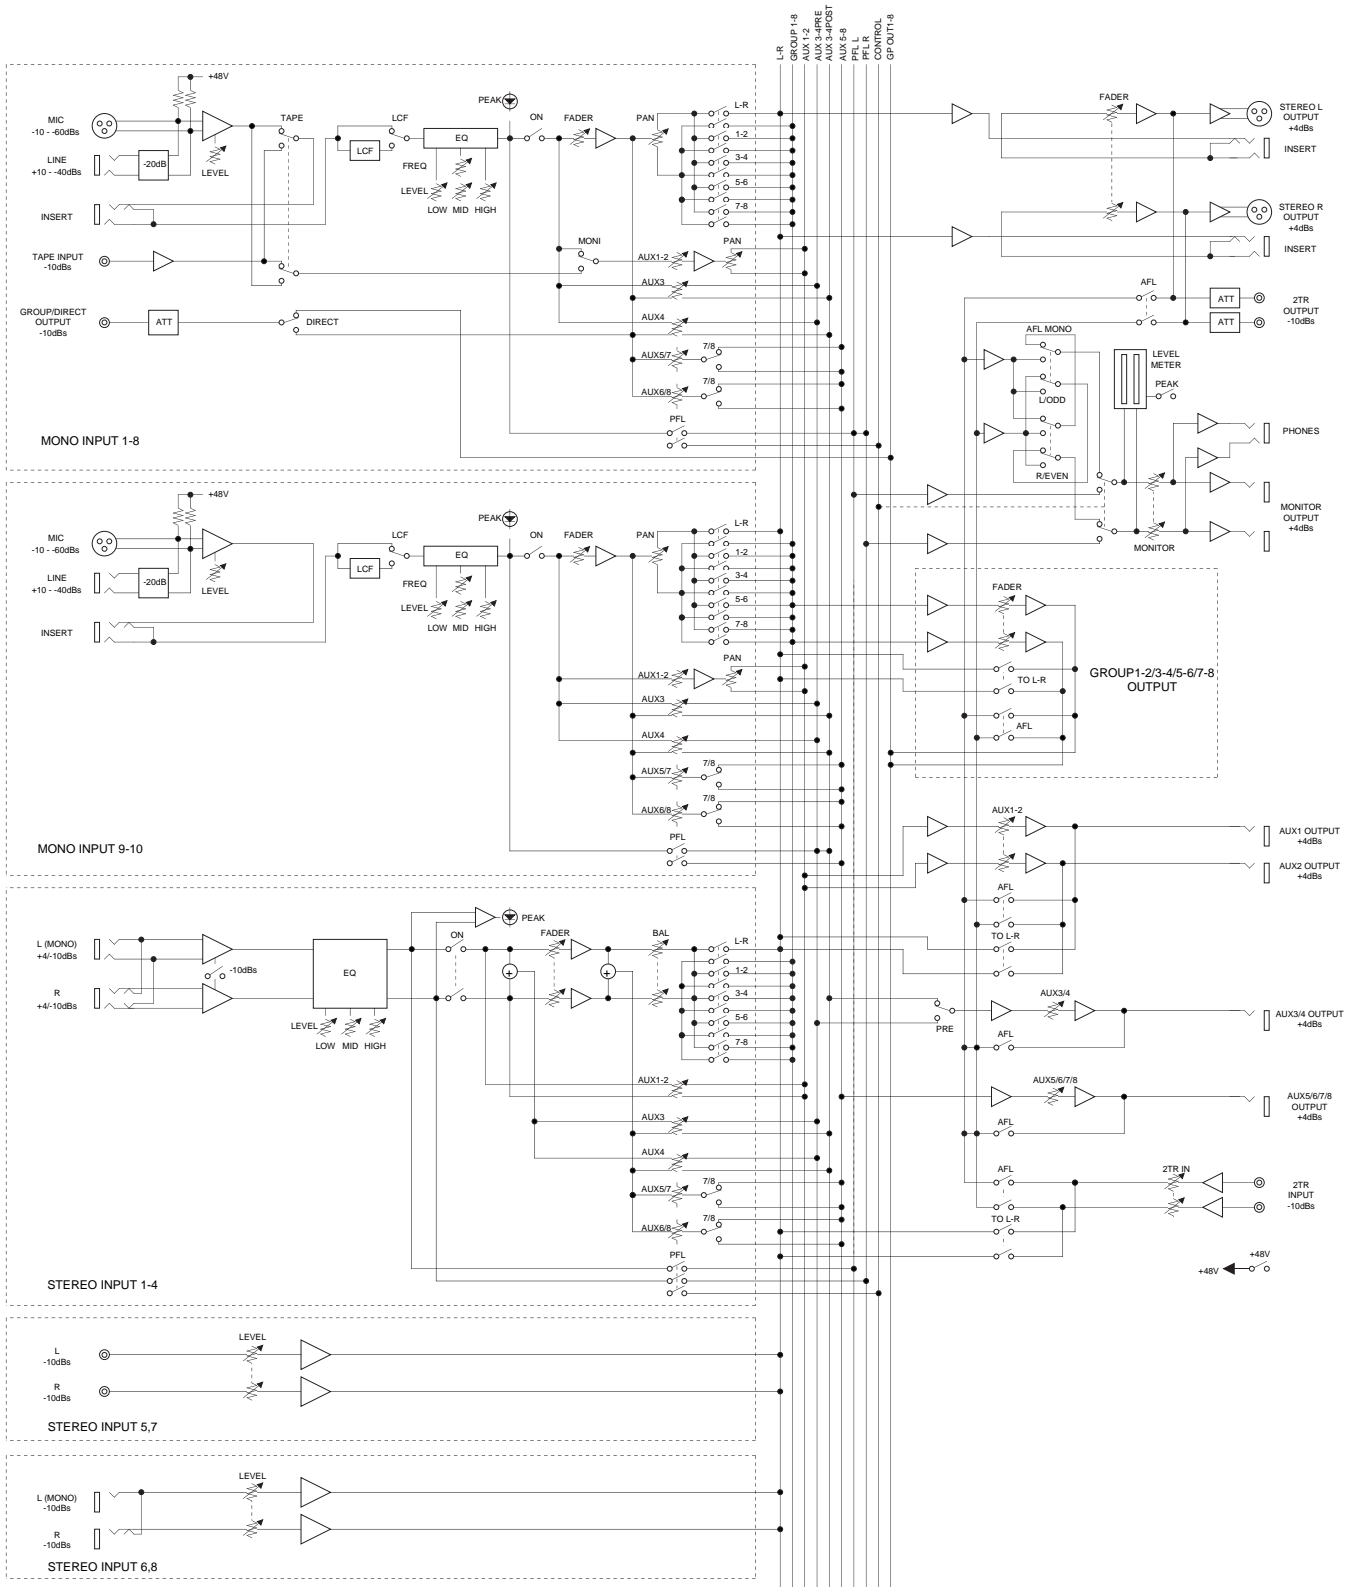 L-R
GROUP 1-8
AUX 1-2
AUX 3-4PRE
AUX 3-4POST
AUX 5-8
PFL L
PFL R
CONTROL
GP OUT1-8
+48V
MIC
-10 - -60dBs
LINE
+10 - -40dBs
-20dB
LEVEL
TAPE
LCF
LCF
EQ
FREQ
LEVEL
LOW MID HIGH
PEAK
ON
FADER
PAN
L-R
1-2
3-4
5-6
7-8
INSERT
TAPE INPUT
-10dBs
MONI
AUX1-2
PAN
AUX3
GROUP/DIRECT
OUTPUT
-10dBs
ATT
DIRECT
AUX4
AUX5/7
7/8
AUX6/8
7/8
PFL
MONO INPUT 1-8
+48V
MIC
-10 - -60dBs
LINE
+10 - -40dBs
-20dB
LEVEL
INSERT
LCF
LCF
EQ
FREQ
LEVEL
LOW MID HIGH
PEAK
ON
FADER
PAN
L-R
1-2
3-4
5-6
7-8
AUX1-2
PAN
AUX3
AUX4
AUX5/7
7/8
AUX6/8
7/8
PFL
MONO INPUT 9-10
L (MONO)
+4/-10dBs
R
+4/-10dBs
-10dBs
EQ
LEVEL
LOW MID HIGH
PEAK
ON
FADER
BAL
L-R
1-2
3-4
5-6
7-8
AUX1-2
AUX3
AUX4
AUX5/7
7/8
AUX6/8
7/8
PFL
STEREO INPUT 1-4
L
-10dBs
R
-10dBs
LEVEL
STEREO INPUT 5,7
L (MONO)
-10dBs
R
-10dBs
LEVEL
STEREO INPUT 6,8
FADER
STEREO L
OUTPUT
+4dBs
INSERT
STEREO R
OUTPUT
+4dBs
INSERT
AFL
ATT
ATT
2TR
OUTPUT
-10dBs
AFL MONO
L/ODD
R/EVEN
LEVEL
METER
PEAK
PHONES
MONITOR
OUTPUT
+4dBs
MONITOR
FADER
TO L-R
AFL
GROUP1-2/3-4/5-6/7-8
OUTPUT
AUX1-2
AUX1 OUTPUT
+4dBs
AUX2 OUTPUT
+4dBs
AFL
TO L-R
PRE
AUX3/4
AFL
AUX3/4 OUTPUT
+4dBs
AUX5/6/7/8
AFL
AUX5/6/7/8
OUTPUT
+4dBs
AFL
TO L-R
2TR IN
2TR
INPUT
-10dBs
+48V
+48V